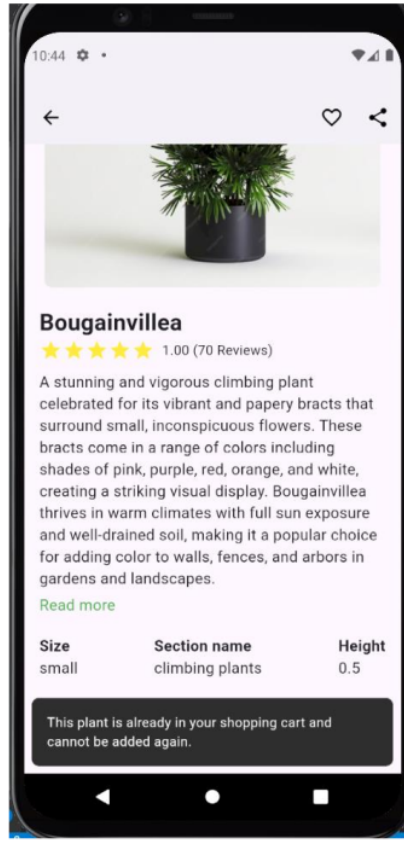 10:44
Bougainvillea
1.00 (70 Reviews)
A stunning and vigorous climbing plant
celebrated for its vibrant and papery bracts that
surround small, inconspicuous flowers. These
bracts come in a range of colors including
shades of pink, purple, red, orange, and white,
creating a striking visual display. Bougainvillea
thrives in warm climates with full sun exposure
and well-drained soil, making it a popular choice
for adding color to walls, fences, and arbors in
gardens and landscapes.
Read more
Size Section name Height
small climbing plants 0.5
This plant is already in your shopping cart and
cannot be added again.